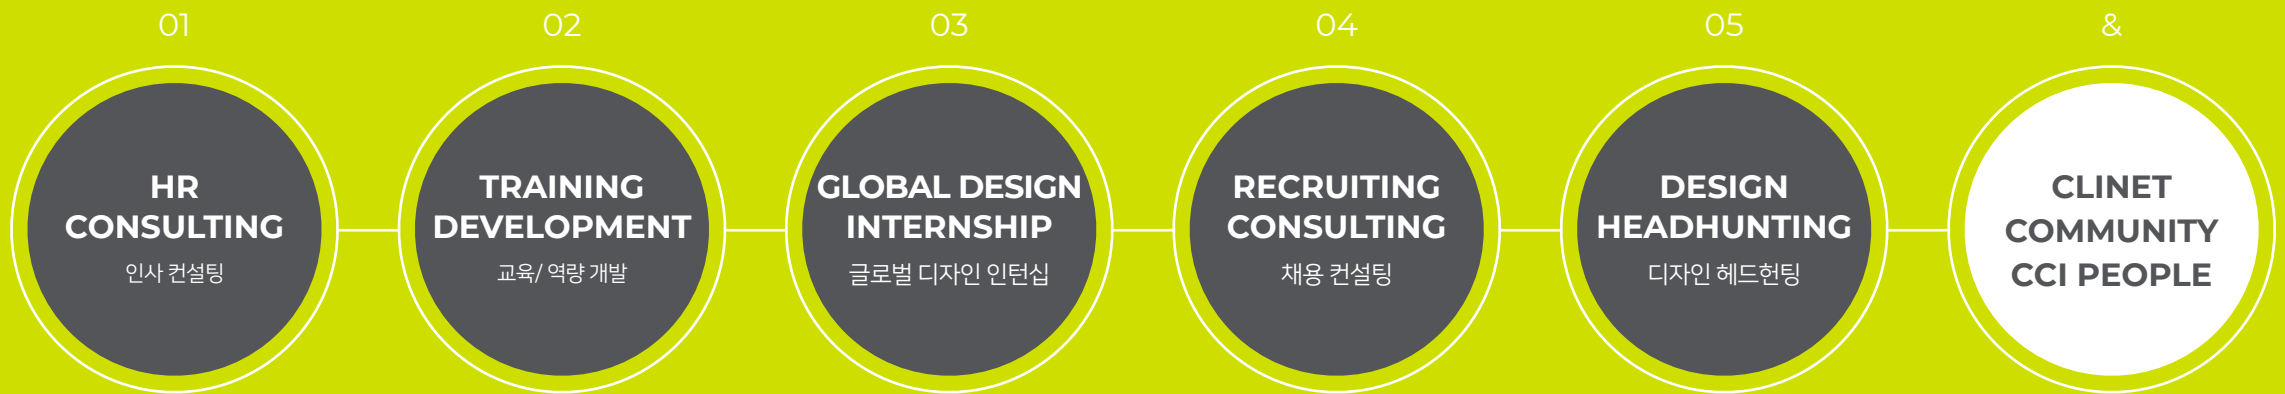 01
HR
CONSULTING
인사 컨설팅
02
TRAINING
DEVELOPMENT
교육/ 역량 개발
03
GLOBAL DESIGN
INTERNSHIP
글로벌 디자인 인턴십
04
RECRUITING
CONSULTING
채용 컨설팅
05
DESIGN
HEADHUNTING
디자인 헤드헌팅
&
CLINET
COMMUNITY
CCI PEOPLE